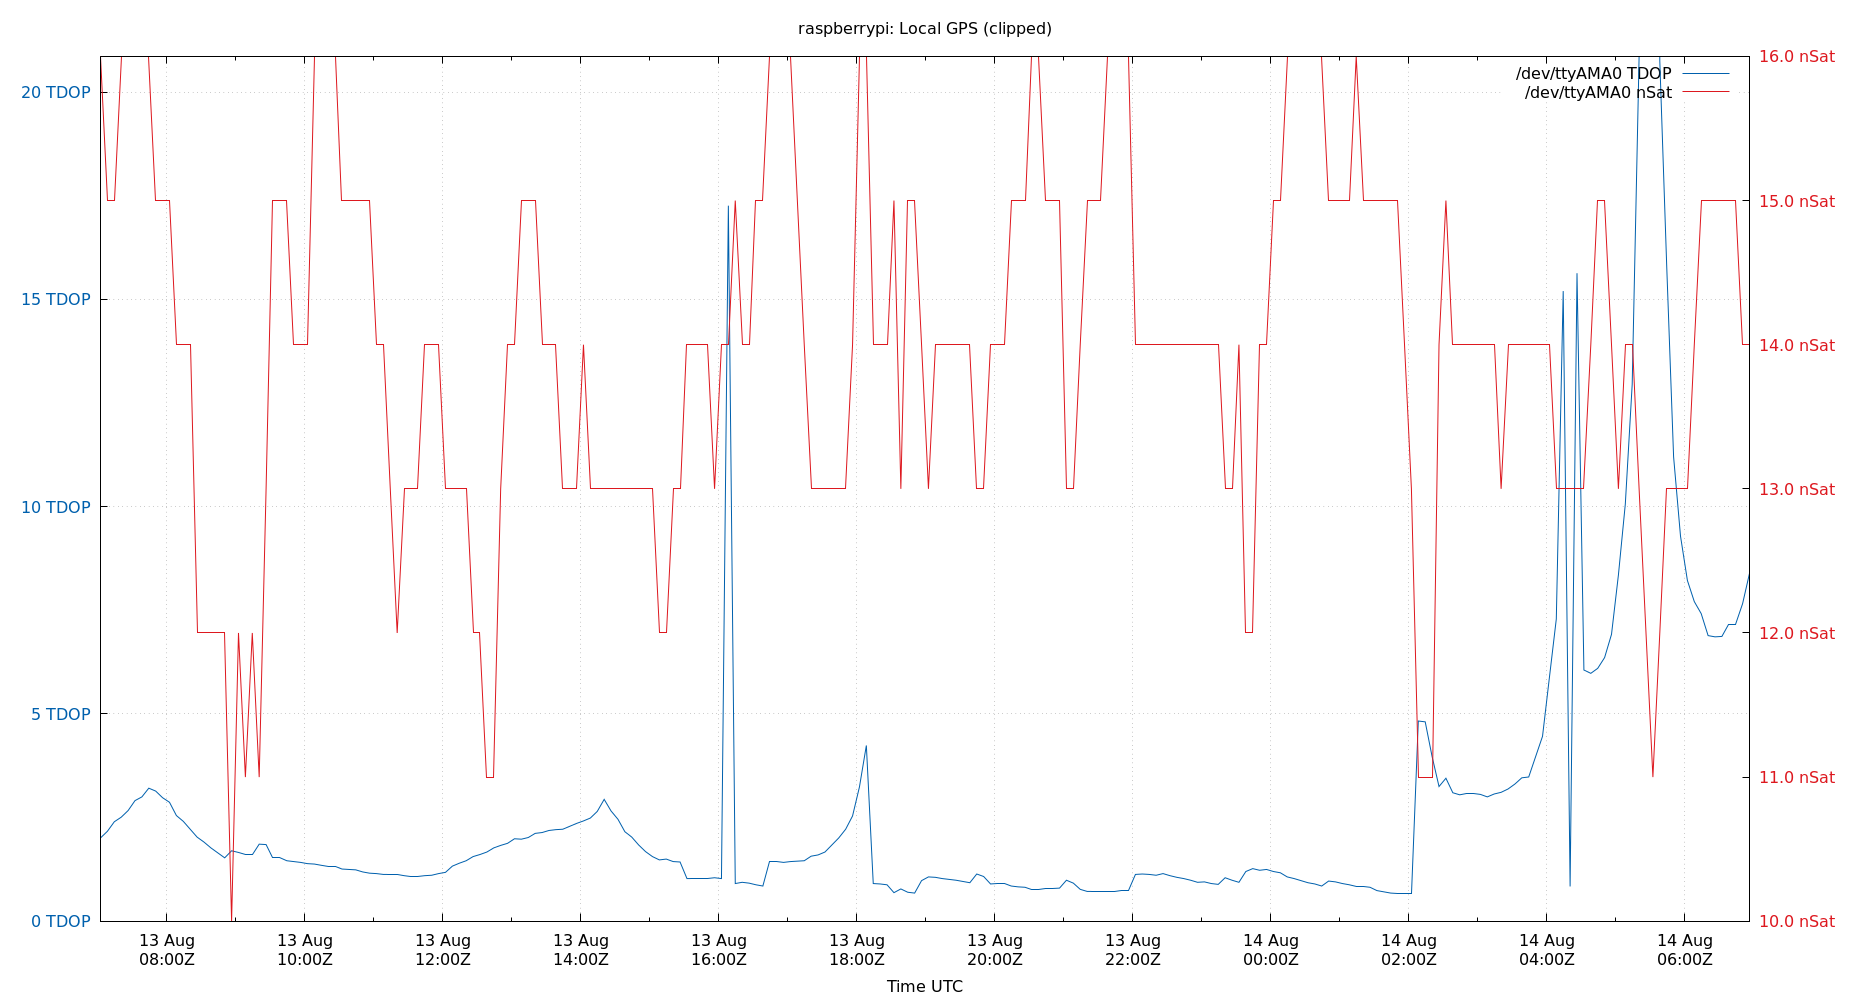 raspberrypi: Local GPS (clipped)
/dev/ttyAMA0 TDOP
/dev/ttyAMA0 nSat
20 TDOP
15 TDOP
10 TDOP
5 TDOP
0 TDOP
16.0 nSat
15.0 nSat
14.0 nSat
13.0 nSat
12.0 nSat
11.0 nSat
10.0 nSat
13 Aug 13 Aug 13 Aug 13 Aug 13 Aug 13 Aug 13 Aug 13 Aug 14 Aug 14 Aug 14 Aug 14 Aug
08:00Z 10:00Z 12:00Z 14:00Z 16:00Z 18:00Z 20:00Z 22:00Z 00:00Z 02:00Z 04:00Z 06:00Z
Time UTC